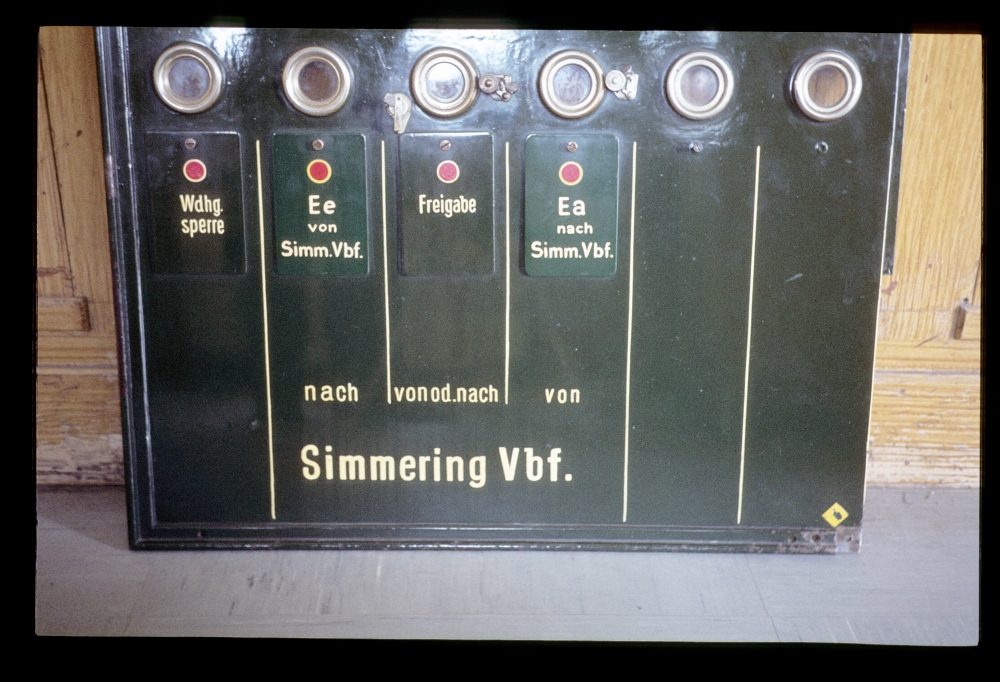 Wdhg.
sperre
Ee
von
Simm.Vbf.
Freigabe
Ea
nach
Simm.Vbf.
nach
von od. nach
von
Simmering Vbf.